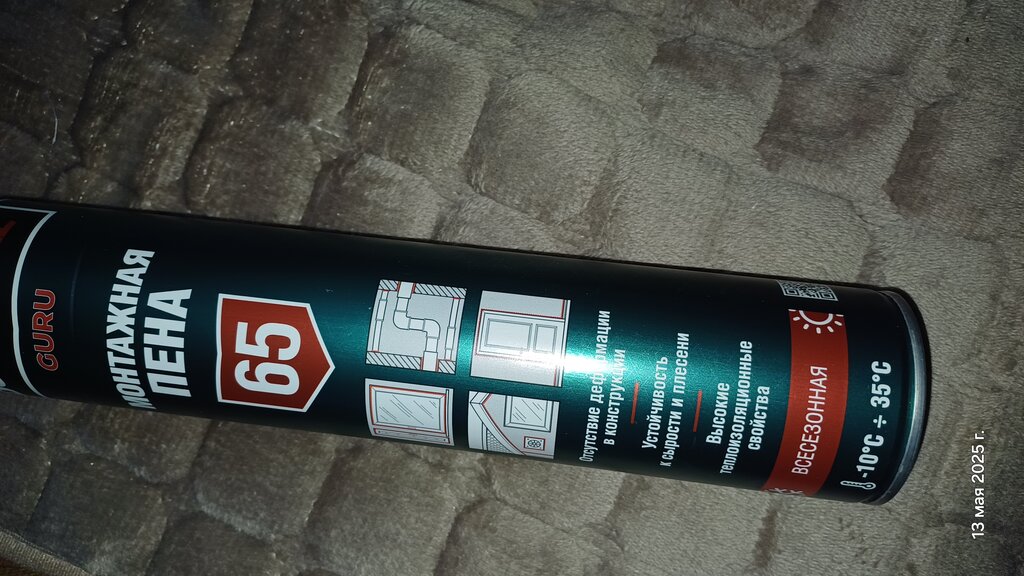 GURU
МОНТАЖНАЯ
ПЕНА
65
Отсутствие деформации
в конструкции
Устойчивость
к сырости и плесени
Высокие
теплоизоляционные
свойства
ВСЕСЕЗОННАЯ
-10°C ÷ 35°C
13 мая 2025 г.